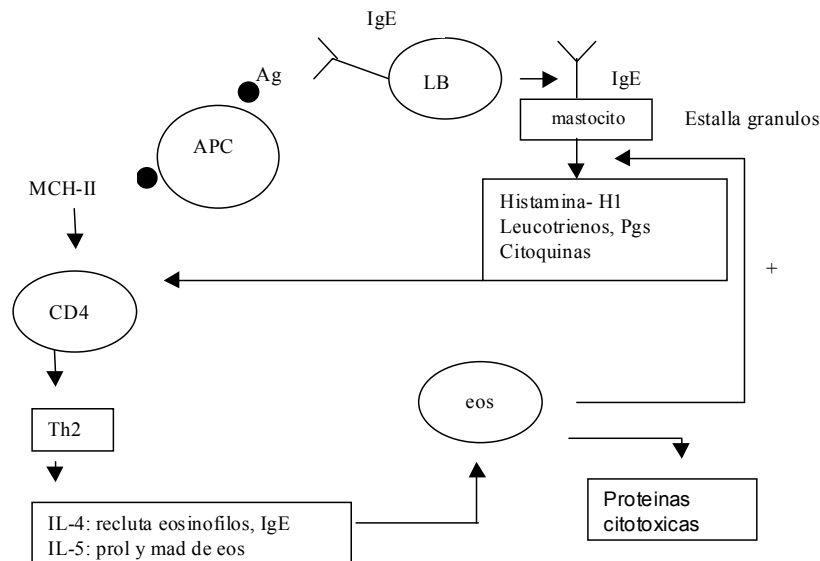 IgE
Ag
LB
IgE
mastocito
Estalla granulos
APC
MCH-II
Histamina- H1
Leucotrienos, Pgs
Citoquinas
+
CD4
eos
Th2
Proteinas
citotoxicas
IL-4: recluta eosinofilos, IgE
IL-5: prol y mad de eos